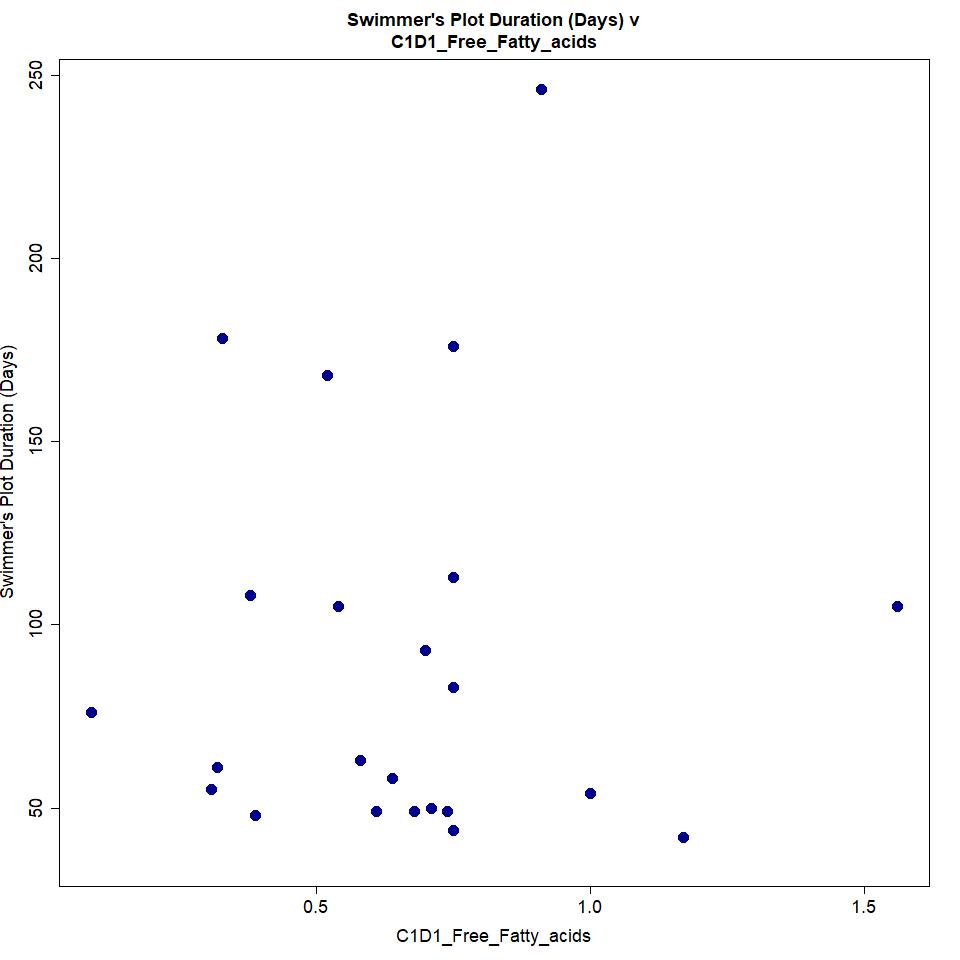 Swimmer's Plot Duration (Days) v
C1D1_Free_Fatty_acids
Swimmer's Plot Duration (Days)
250
200
150
100
50
0.5
1.0
1.5
C1D1_Free_Fatty_acids